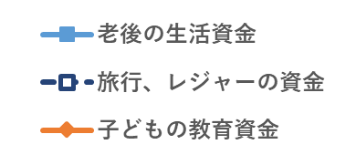 老後の生活資金
旅行、レジャーの資金
子どもの教育資金